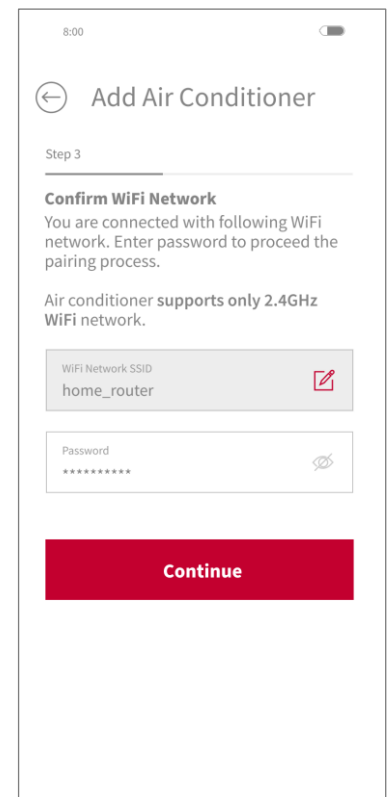 8:00
Add Air Conditioner
Step 3
Confirm WiFi Network
You are connected with following WiFi
network. Enter password to proceed the
pairing process.
Air conditioner supports only 2.4GHz
WiFi network.
WiFi Network SSID
home_router
Password
**********
Continue